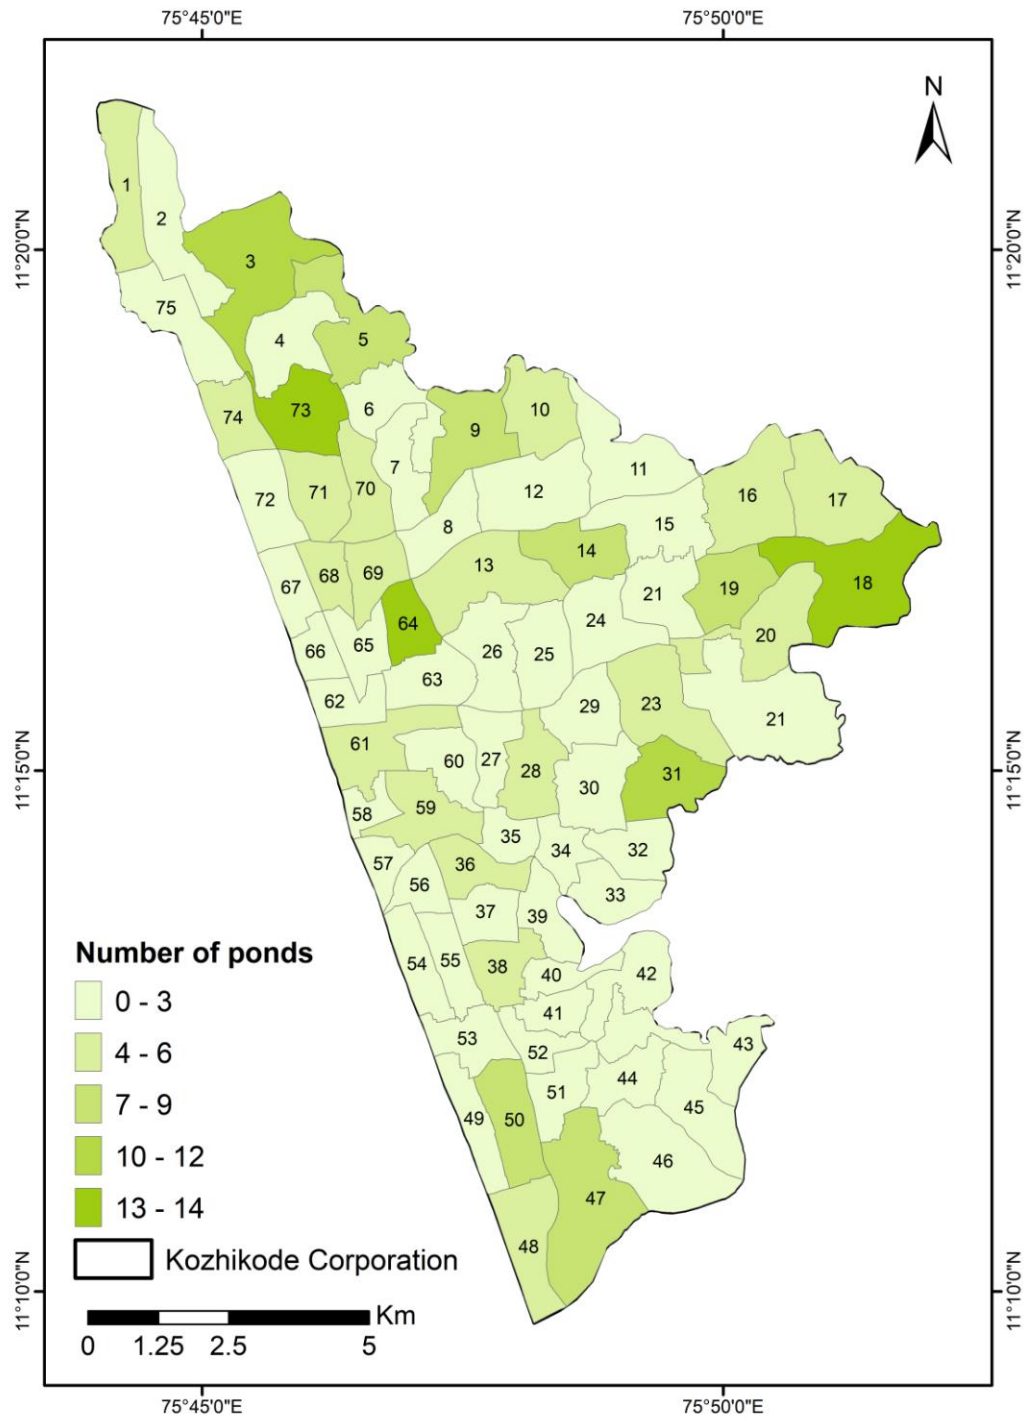 75°45'0"E 75°50'0"E
N
1
2
11°20'0"N 11°20'0"N
3
75
4
5
74 73 6 10
9
7 11
72 71 70 12 16 17
8 15
14
13
67 68 69 21 19 18
64 24
66 65 26 25 20
63
62 29 23 21
61
60 27 28 31
11°15'0"N 11°15'0"N
30
58 59
35 34 32
57 36
56 33
37 39
Number of ponds
54 55 38 40 42
0 - 3
41
53 52 43
4 - 6
51 44
49 50 45
7 - 9
46
10 - 12
47
13 - 14
48
Kozhikode Corporation
11°10'0"N 11°10'0"N
Km
0 1.25 2.5 5
75°45'0"E 75°50'0"E